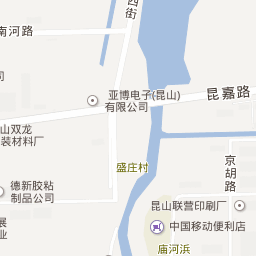 西街
南河路
亚博电子(昆山)
有限公司
昆嘉路
山双龙
装材料厂
盛庄村
京胡路
德新胶粘
制品公司
昆山联营印刷厂
中国移动便利店
展
业
庙河浜